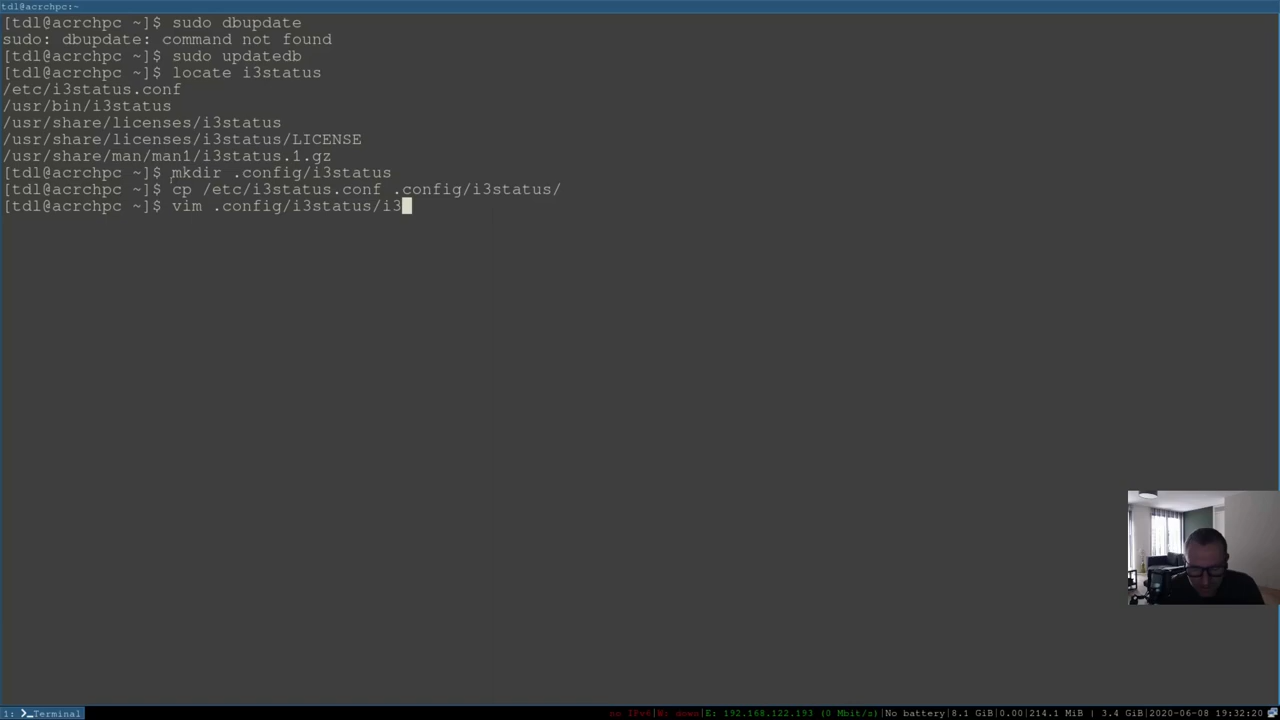 tdl@acrchpc:~
[tdl@acrchpc ~]$ sudo dbupdate
sudo: dbupdate: command not found
[tdl@acrchpc ~]$ sudo updatedb
[tdl@acrchpc ~]$ locate i3status
/etc/i3status.conf
/usr/bin/i3status
/usr/share/licenses/i3status
/usr/share/licenses/i3status/LICENSE
/usr/share/man/man1/i3status.1.gz
[tdl@acrchpc ~]$ mkdir .config/i3status
[tdl@acrchpc ~]$ cp /etc/i3status.conf .config/i3status/
[tdl@acrchpc ~]$ vim .config/i3status/i3
1: Terminal no IPv6|W: down|E: 192.168.122.193 (0 Mbit/s)|No battery|8.1 GiB|0.00|214.1 MiB | 3.4 GiB|2020-06-08 19:32:20